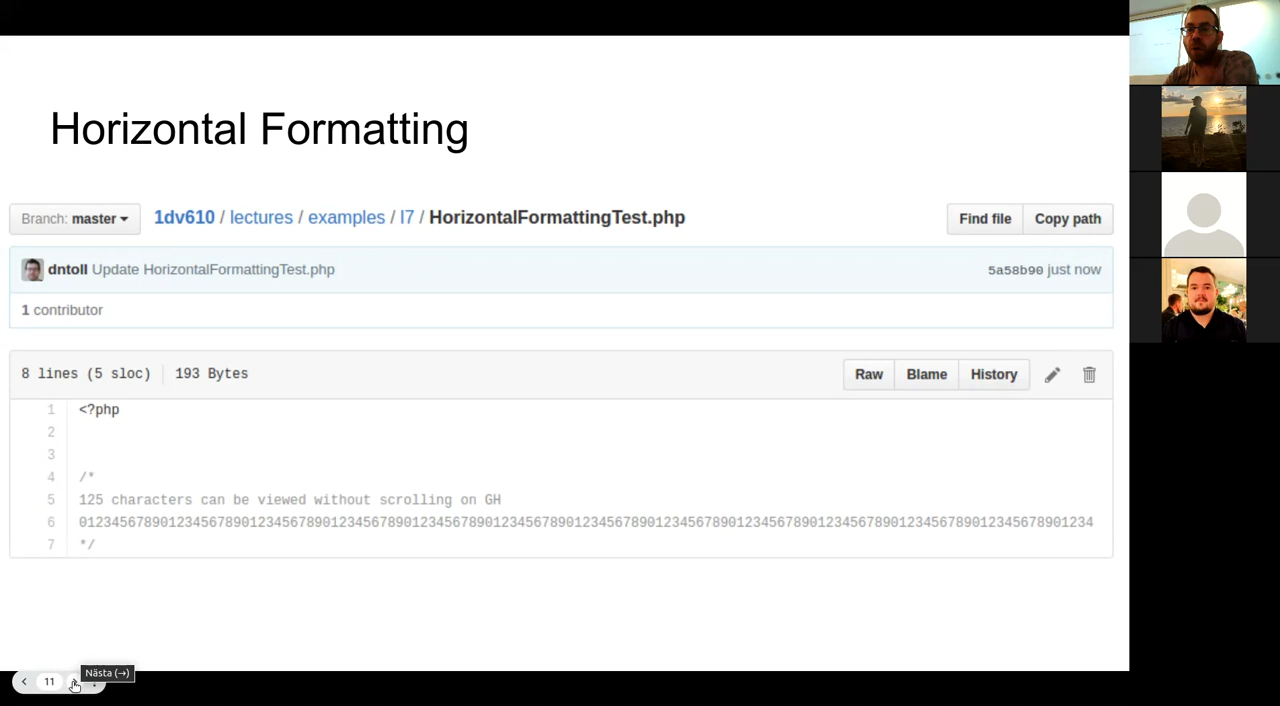 Horizontal Formatting
Branch: master
1dv610 / lectures / examples / l7 / HorizontalFormattingTest.php
Find file
Copy path
dntoll Update HorizontalFormattingTest.php
5a58b90 just now
1 contributor
8 lines (5 sloc)
193 Bytes
Raw
Blame
History
1 <?php
2
3
4 /*
5 125 characters can be viewed without scrolling on GH
6 01234567890123456789012345678901234567890123456789012345678901234567890123456789012345678901234567890123456789012345678901234
7 */
Nästa (→)
11